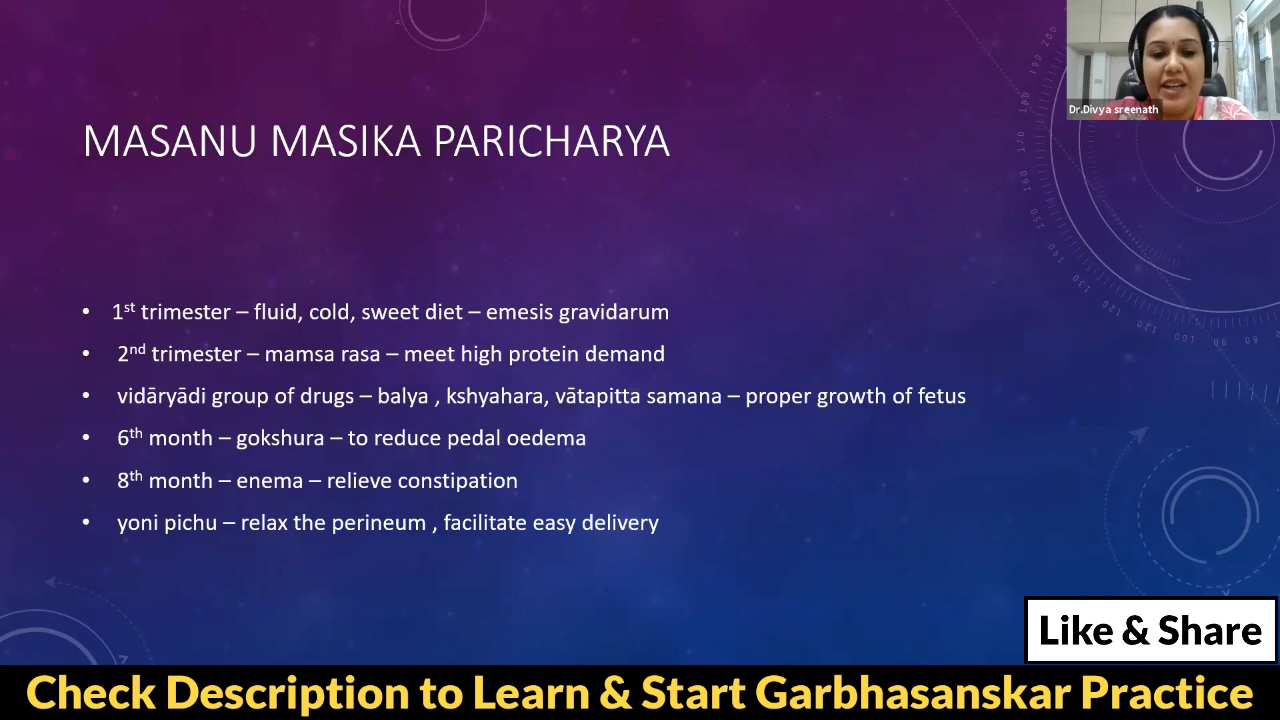 Dr.Divya sreenath
MASANU MASIKA PARICHARYA
• 1st trimester – fluid, cold, sweet diet – emesis gravidarum
• 2nd trimester – mamsa rasa – meet high protein demand
• vidāryādi group of drugs – balya , kshyahara, vātapitta samana – proper growth of fetus
• 6th month – gokshura – to reduce pedal oedema
• 8th month – enema – relieve constipation
• yoni pichu – relax the perineum , facilitate easy delivery
Like & Share
Check Description to Learn & Start Garbhasanskar Practice